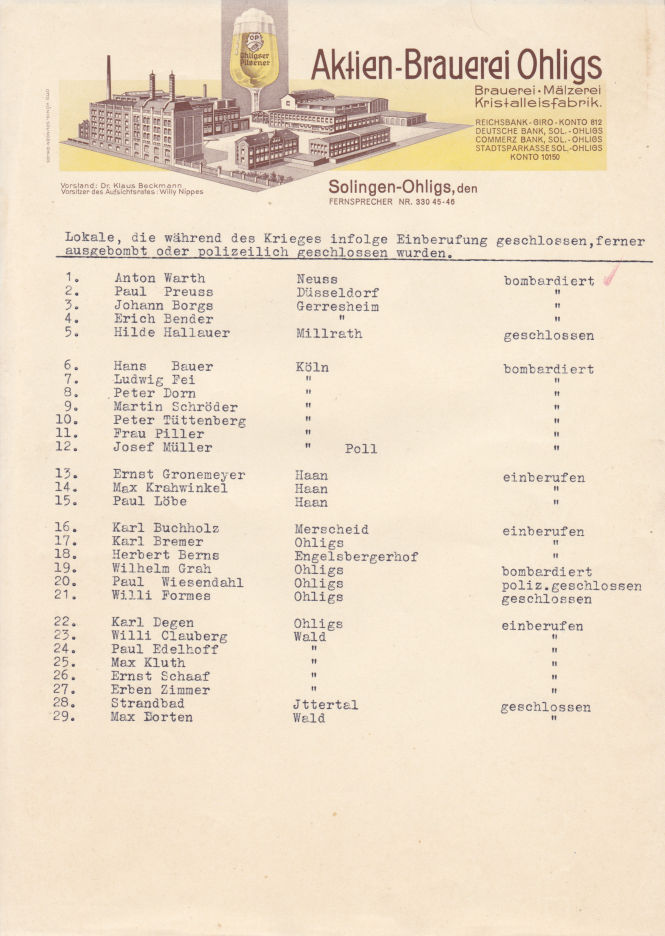 OP
Ohligser
Pilsener
Aktien-Brauerei Ohligs
Brauerei · Mälzerei
Kristalleisfabrik.
REICHSBANK - GIRO - KONTO 812
DEUTSCHE BANK, SOL. - OHLIGS
COMMERZ BANK, SOL. - OHLIGS
STADTSPARKASSE SOL.-OHLIGS
KONTO 10150
Vorstand: Dr. Klaus Beckmann
Vorsitzer des Aufsichtsrates: Willy Nippes
Solingen-Ohligs, den
FERNSPRECHER NR. 330 45-46
Lokale, die während des Krieges infolge Einberufung geschlossen, ferner
ausgebombt oder polizeilich geschlossen wurden.
1. Anton Warth Neuss bombardiert
2. Paul Preuss Düsseldorf "
3. Johann Borgs Gerresheim "
4. Erich Bender " "
5. Hilde Hallauer Millrath geschlossen
6. Hans Bauer Köln bombardiert
7. Ludwig Fei " "
8. Peter Dorn " "
9. Martin Schröder " "
10. Peter Tüttenberg " "
11. Frau Piller " "
12. Josef Müller " Poll "
13. Ernst Gronemeyer Haan einberufen
14. Max Krahwinkel Haan "
15. Paul Löbe Haan "
16. Karl Buchholz Merscheid einberufen
17. Karl Bremer Ohligs "
18. Herbert Berns Engelsbergerhof "
19. Wilhelm Grah Ohligs bombardiert
20. Paul Wiesendahl Ohligs poliz.geschlossen
21. Willi Formes Ohligs geschlossen
22. Karl Degen Ohligs einberufen
23. Willi Clauberg Wald "
24. Paul Edelhoff " "
25. Max Kluth " "
26. Ernst Schaaf " "
27. Erben Zimmer " "
28. Strandbad Jttertal geschlossen
29. Max Dorten Wald "